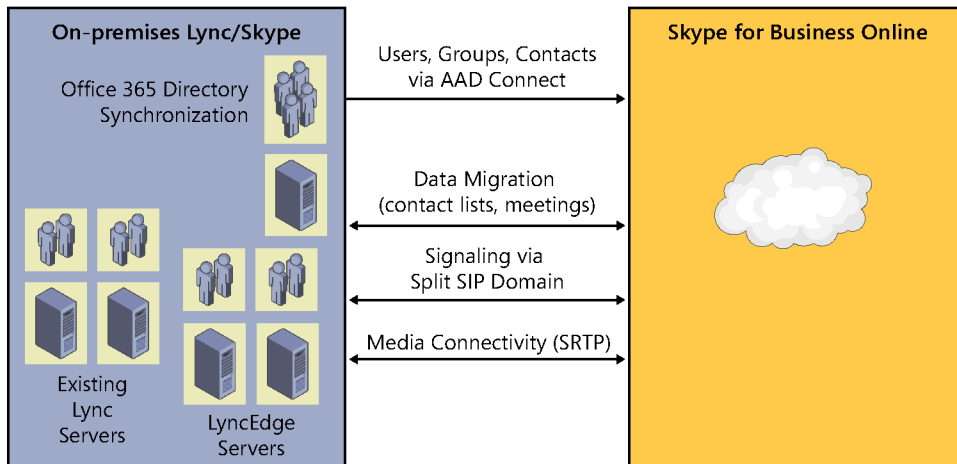 On-premises Lync/Skype
Office 365 Directory
Synchronization
Existing
Lync
Servers
LyncEdge
Servers
Users, Groups, Contacts
via AAD Connect
Data Migration
(contact lists, meetings)
Signaling via
Split SIP Domain
Media Connectivity (SRTP)
Skype for Business Online